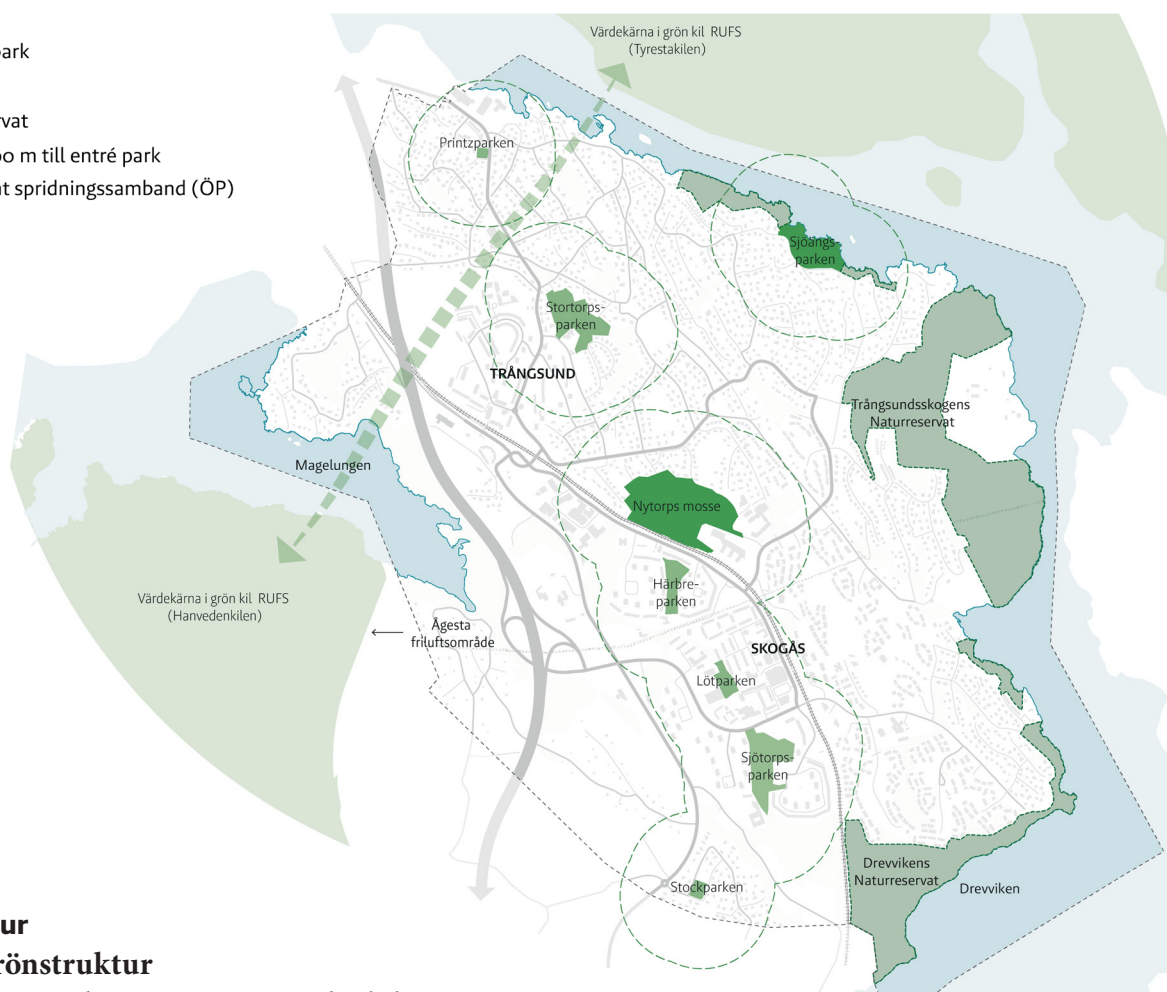 Värdekärna i grön kil RUFS
(Tyrestakilen)
park
rvat
00 m till entré park
nt spridningssamband (ÖP)
Printzparken
Sjöängs-
parken
Stortorps-
parken
TRÅNGSUND
Trångsundsskogens
Naturreservat
Magelungen
Nytorps mosse
Härbre-
parken
Värdekärna i grön kil RUFS
(Hanvedenkilen)
Ågesta
friluftsområde
SKOGÅS
Lötparken
Sjötorps-
parken
Drevvikens
Naturreservat
Drevviken
Stockparken
ur
rönstruktur